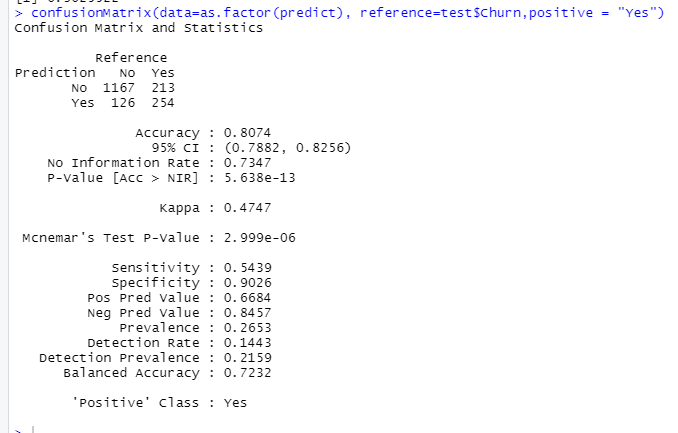 > confusionMatrix(data=as.factor(predict), reference=test$Churn,positive = "Yes")
Confusion Matrix and Statistics
Reference
Prediction No Yes
No 1167 213
Yes 126 254
Accuracy : 0.8074
95% CI : (0.7882, 0.8256)
No Information Rate : 0.7347
P-Value [Acc > NIR] : 5.638e-13
Kappa : 0.4747
Mcnemar's Test P-Value : 2.999e-06
Sensitivity : 0.5439
Specificity : 0.9026
Pos Pred Value : 0.6684
Neg Pred Value : 0.8457
Prevalence : 0.2653
Detection Rate : 0.1443
Detection Prevalence : 0.2159
Balanced Accuracy : 0.7232
'Positive' Class : Yes
>